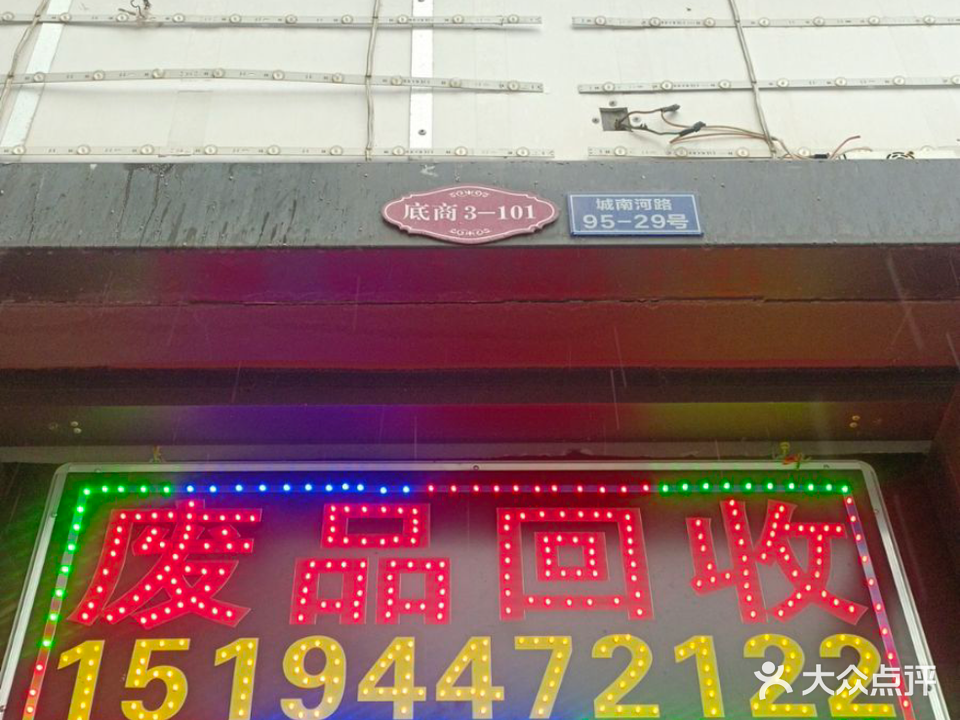 底商3-101
城南河路
95-29号
废品回收
15194472122
大众点评